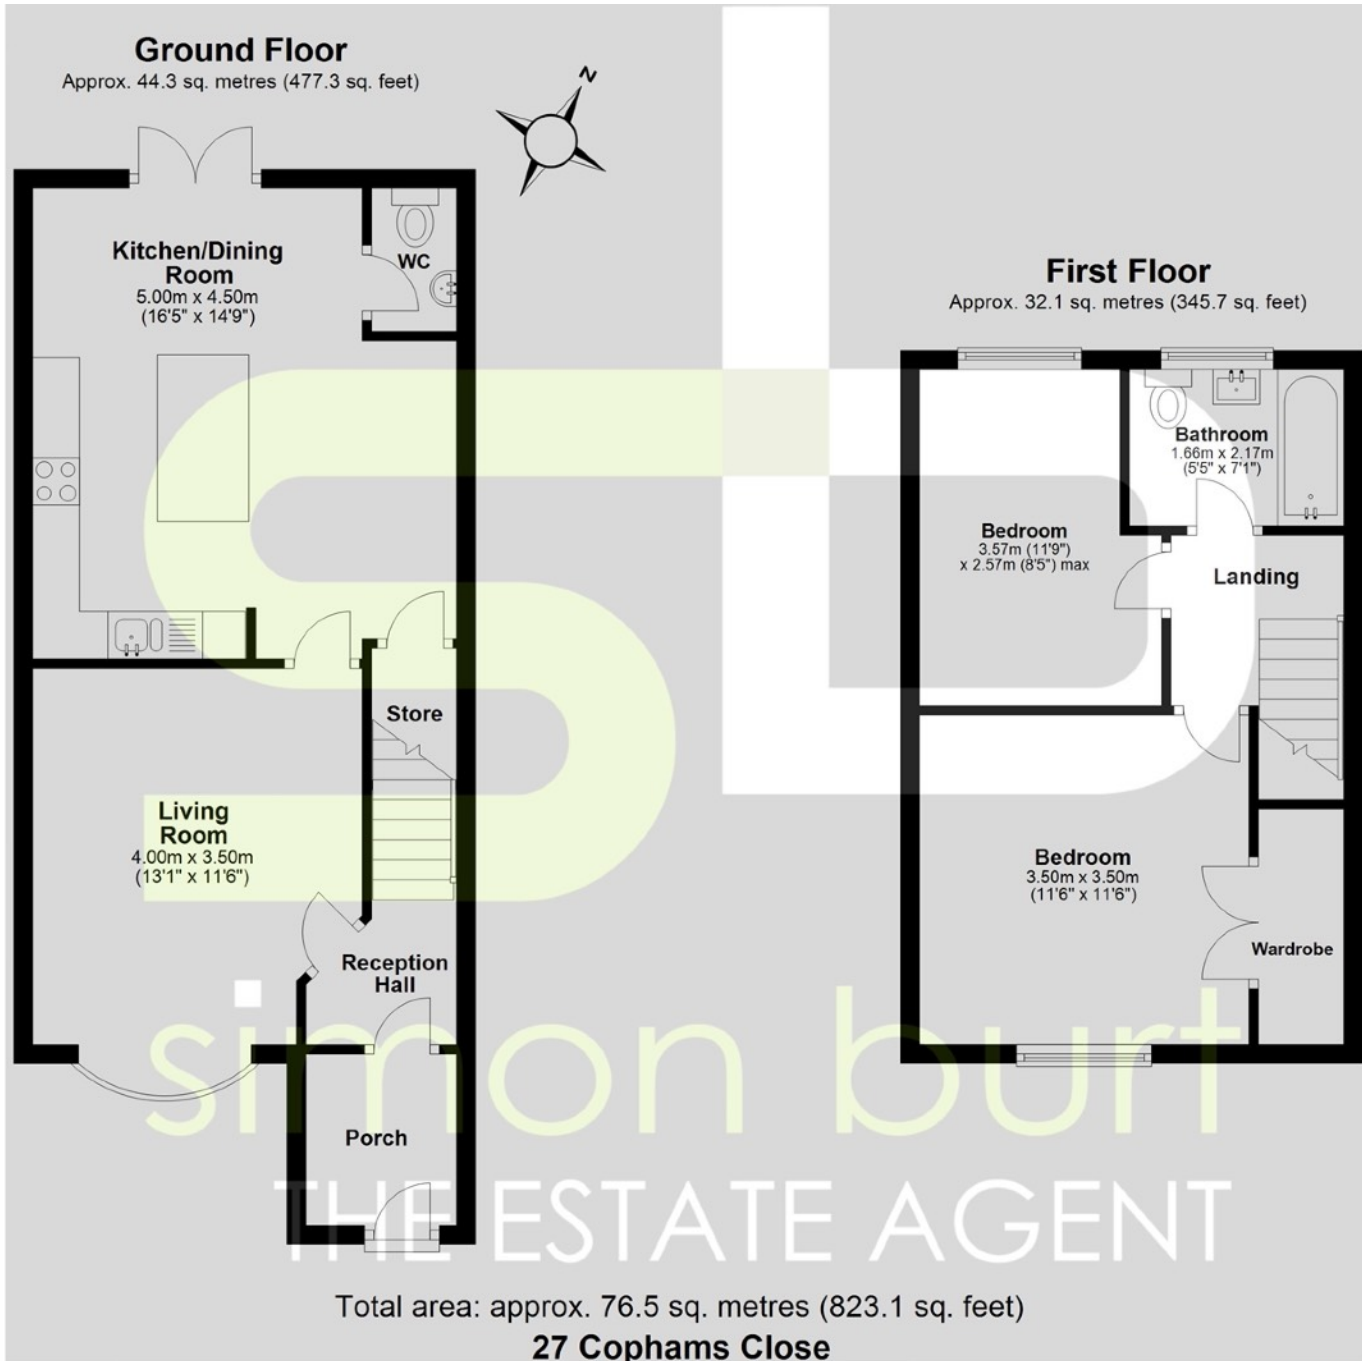 Ground Floor
Approx. 44.3 sq. metres (477.3 sq. feet)
N
Kitchen/Dining
Room
5.00m x 4.50m
(16'5" x 14'9")
WC
First Floor
Approx. 32.1 sq. metres (345.7 sq. feet)
Bathroom
1.66m x 2.17m
(5'5" x 7'1")
Bedroom
3.57m (11'9")
x 2.57m (8'5") max
Landing
Store
Living
Room
4.00m x 3.50m
(13'1" x 11'6")
Bedroom
3.50m x 3.50m
(11'6" x 11'6")
Wardrobe
Reception
Hall
simon burt
Porch
THE ESTATE AGENT
Total area: approx. 76.5 sq. metres (823.1 sq. feet)
27 Cophams Close